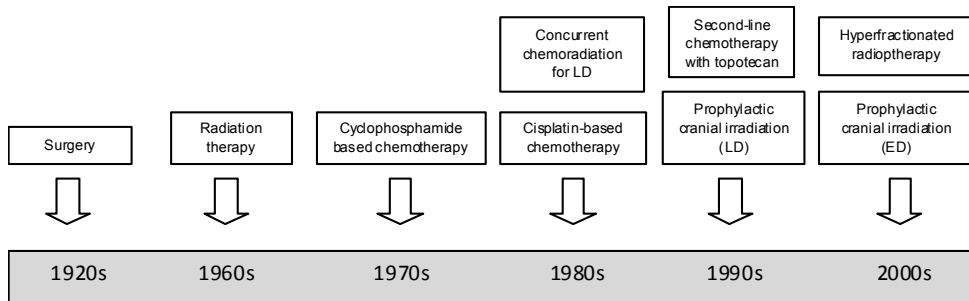 Concurrent
chemoradiation
for LD
Second-line
chemotherapy
with topotecan
Hyperfractionated
radioptherapy
Surgery
Radiation
therapy
Cyclophosphamide
based chemotherapy
Cisplatin-based
chemotherapy
Prophylactic
cranial irradiation
(LD)
Prophylactic
cranial irradiation
(ED)
1920s
1960s
1970s
1980s
1990s
2000s